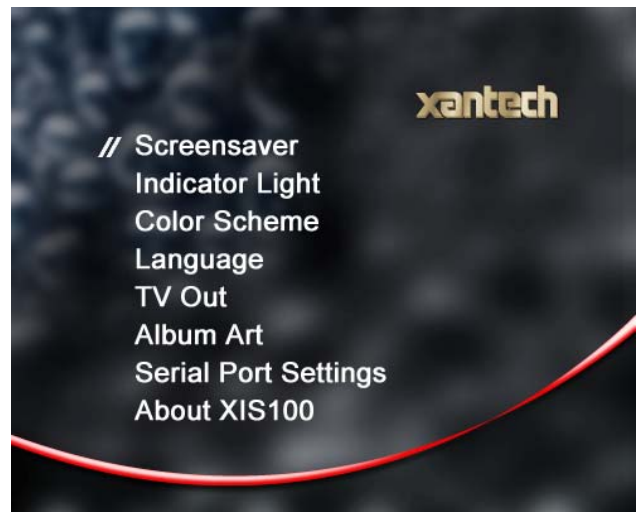 xantech
// Screensaver
Indicator Light
Color Scheme
Language
TV Out
Album Art
Serial Port Settings
About XIS100